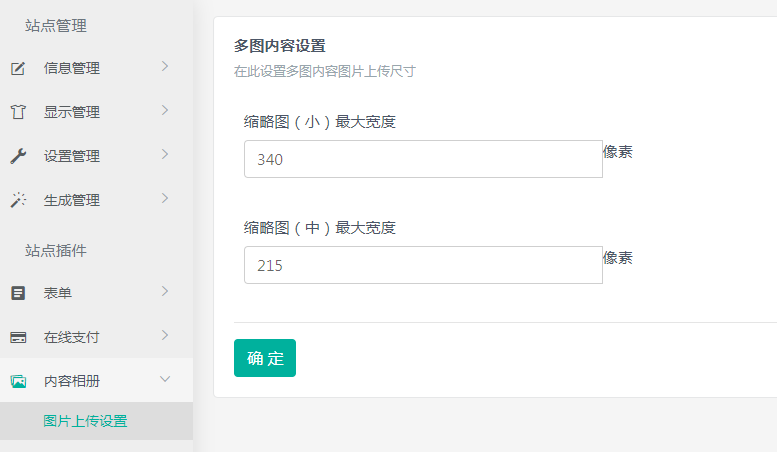 站点管理
信息管理
显示管理
设置管理
生成管理
站点插件
表单
在线支付
内容相册
图片上传设置
多图内容设置
在此设置多图内容图片上传尺寸
缩略图（小）最大宽度
340 像素
缩略图（中）最大宽度
215 像素
确 定